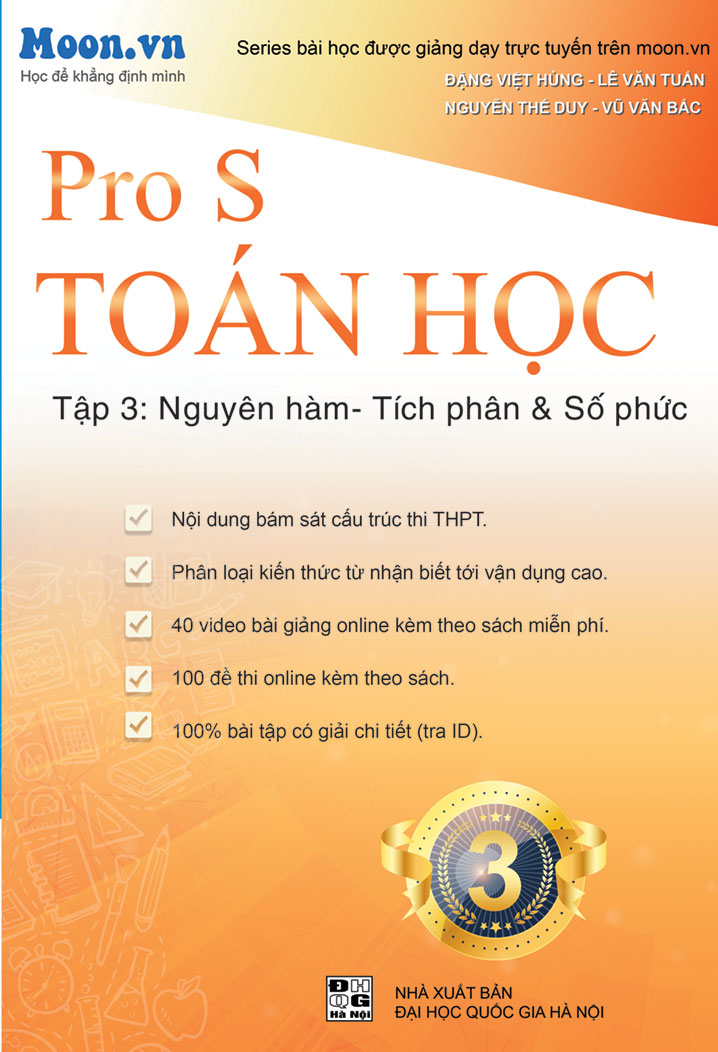 Moon.vn
Học để khẳng định mình
Series bài học được giảng dạy trực tuyến trên moon.vn
ĐẶNG VIỆT HÙNG - LÊ VĂN TUẤN
NGUYỄN THẾ DUY - VŨ VĂN BẮC
Pro S
TOÁN HỌC
Tập 3: Nguyên hàm- Tích phân & Số phức
Nội dung bám sát cấu trúc thi THPT.
Phân loại kiến thức từ nhận biết tới vận dụng cao.
40 video bài giảng online kèm theo sách miễn phí.
100 đề thi online kèm theo sách.
100% bài tập có giải chi tiết (tra ID).
3
ĐH
QG
Hà Nội
NHÀ XUẤT BẢN
ĐẠI HỌC QUỐC GIA HÀ NỘI